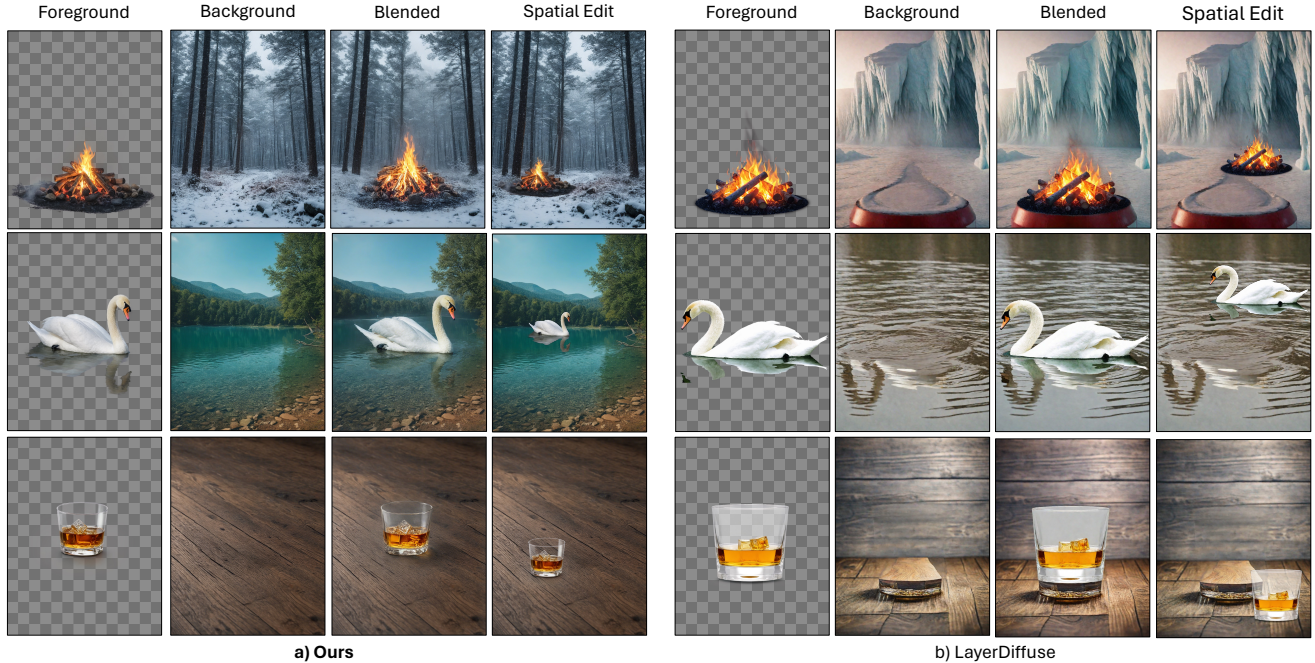 Foreground Background Blended Spatial Edit Foreground Background Blended Spatial Edit
a) Ours b) LayerDiffuse